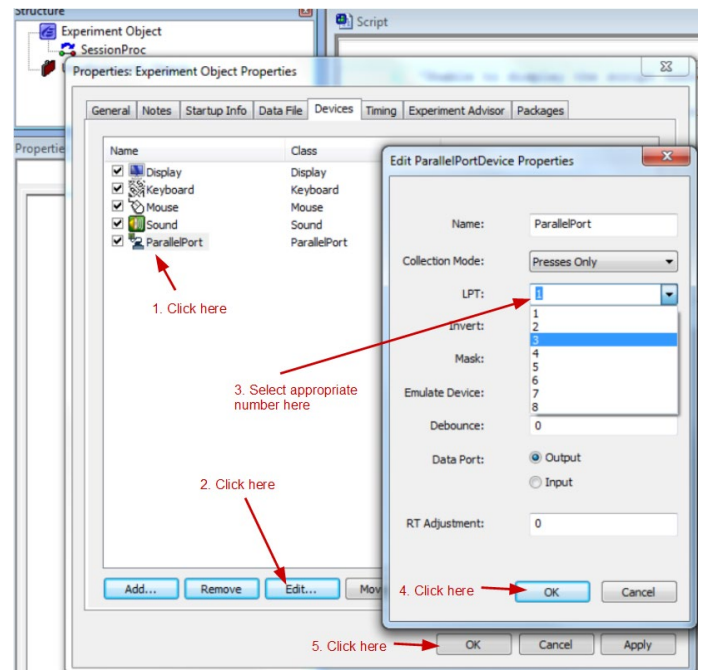 Structure
Experiment Object
SessionProc
Script
Properties: Experiment Object Properties
General Notes Startup Info Data File Devices Timing Experiment Advisor Packages
Propertie
Name Class
Display Display
Keyboard Keyboard
Mouse Mouse
Sound Sound
ParallelPort ParallelPort
1. Click here
3. Select appropriate
number here
2. Click here
Add... Remove Edit... Mov
Edit ParallelPortDevice Properties
Name: ParallelPort
Collection Mode: Presses Only
LPT: 1
1
Invert: 2
3
Mask: 4
5
6
Emulate Device: 7
8
Debounce: 0
Data Port: Output
Input
RT Adjustment: 0
4. Click here OK Cancel
5. Click here OK Cancel Apply